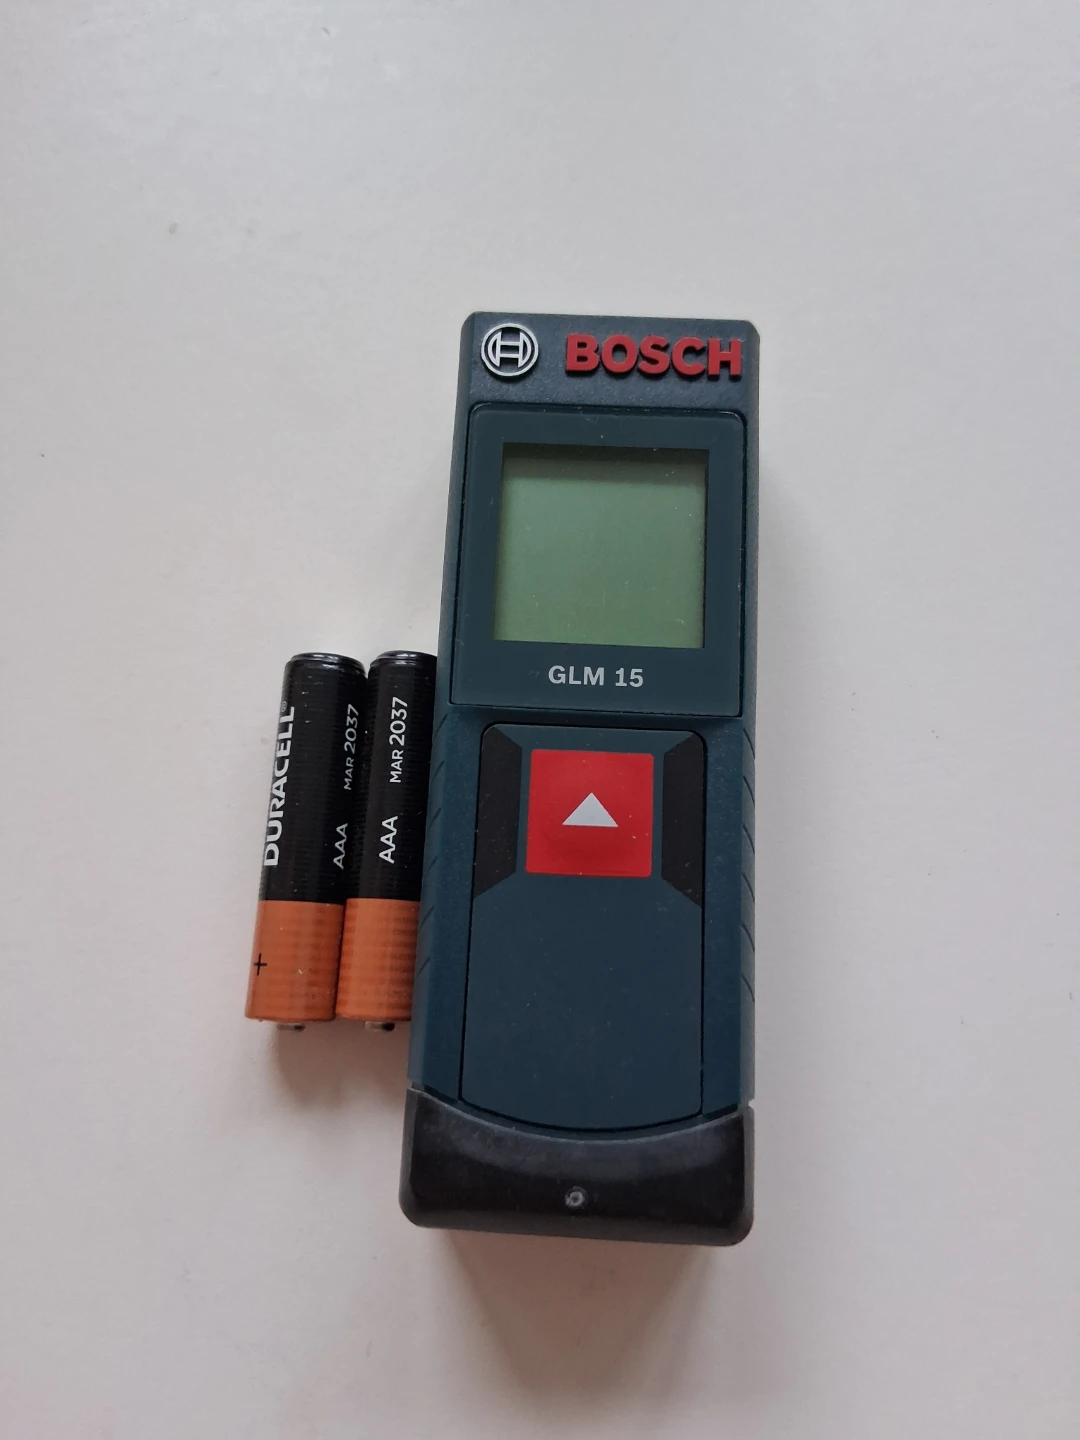 BOSCH
GLM 15
DURACELL®
MAR 2037
AAA
MAR 2037
AAA
+